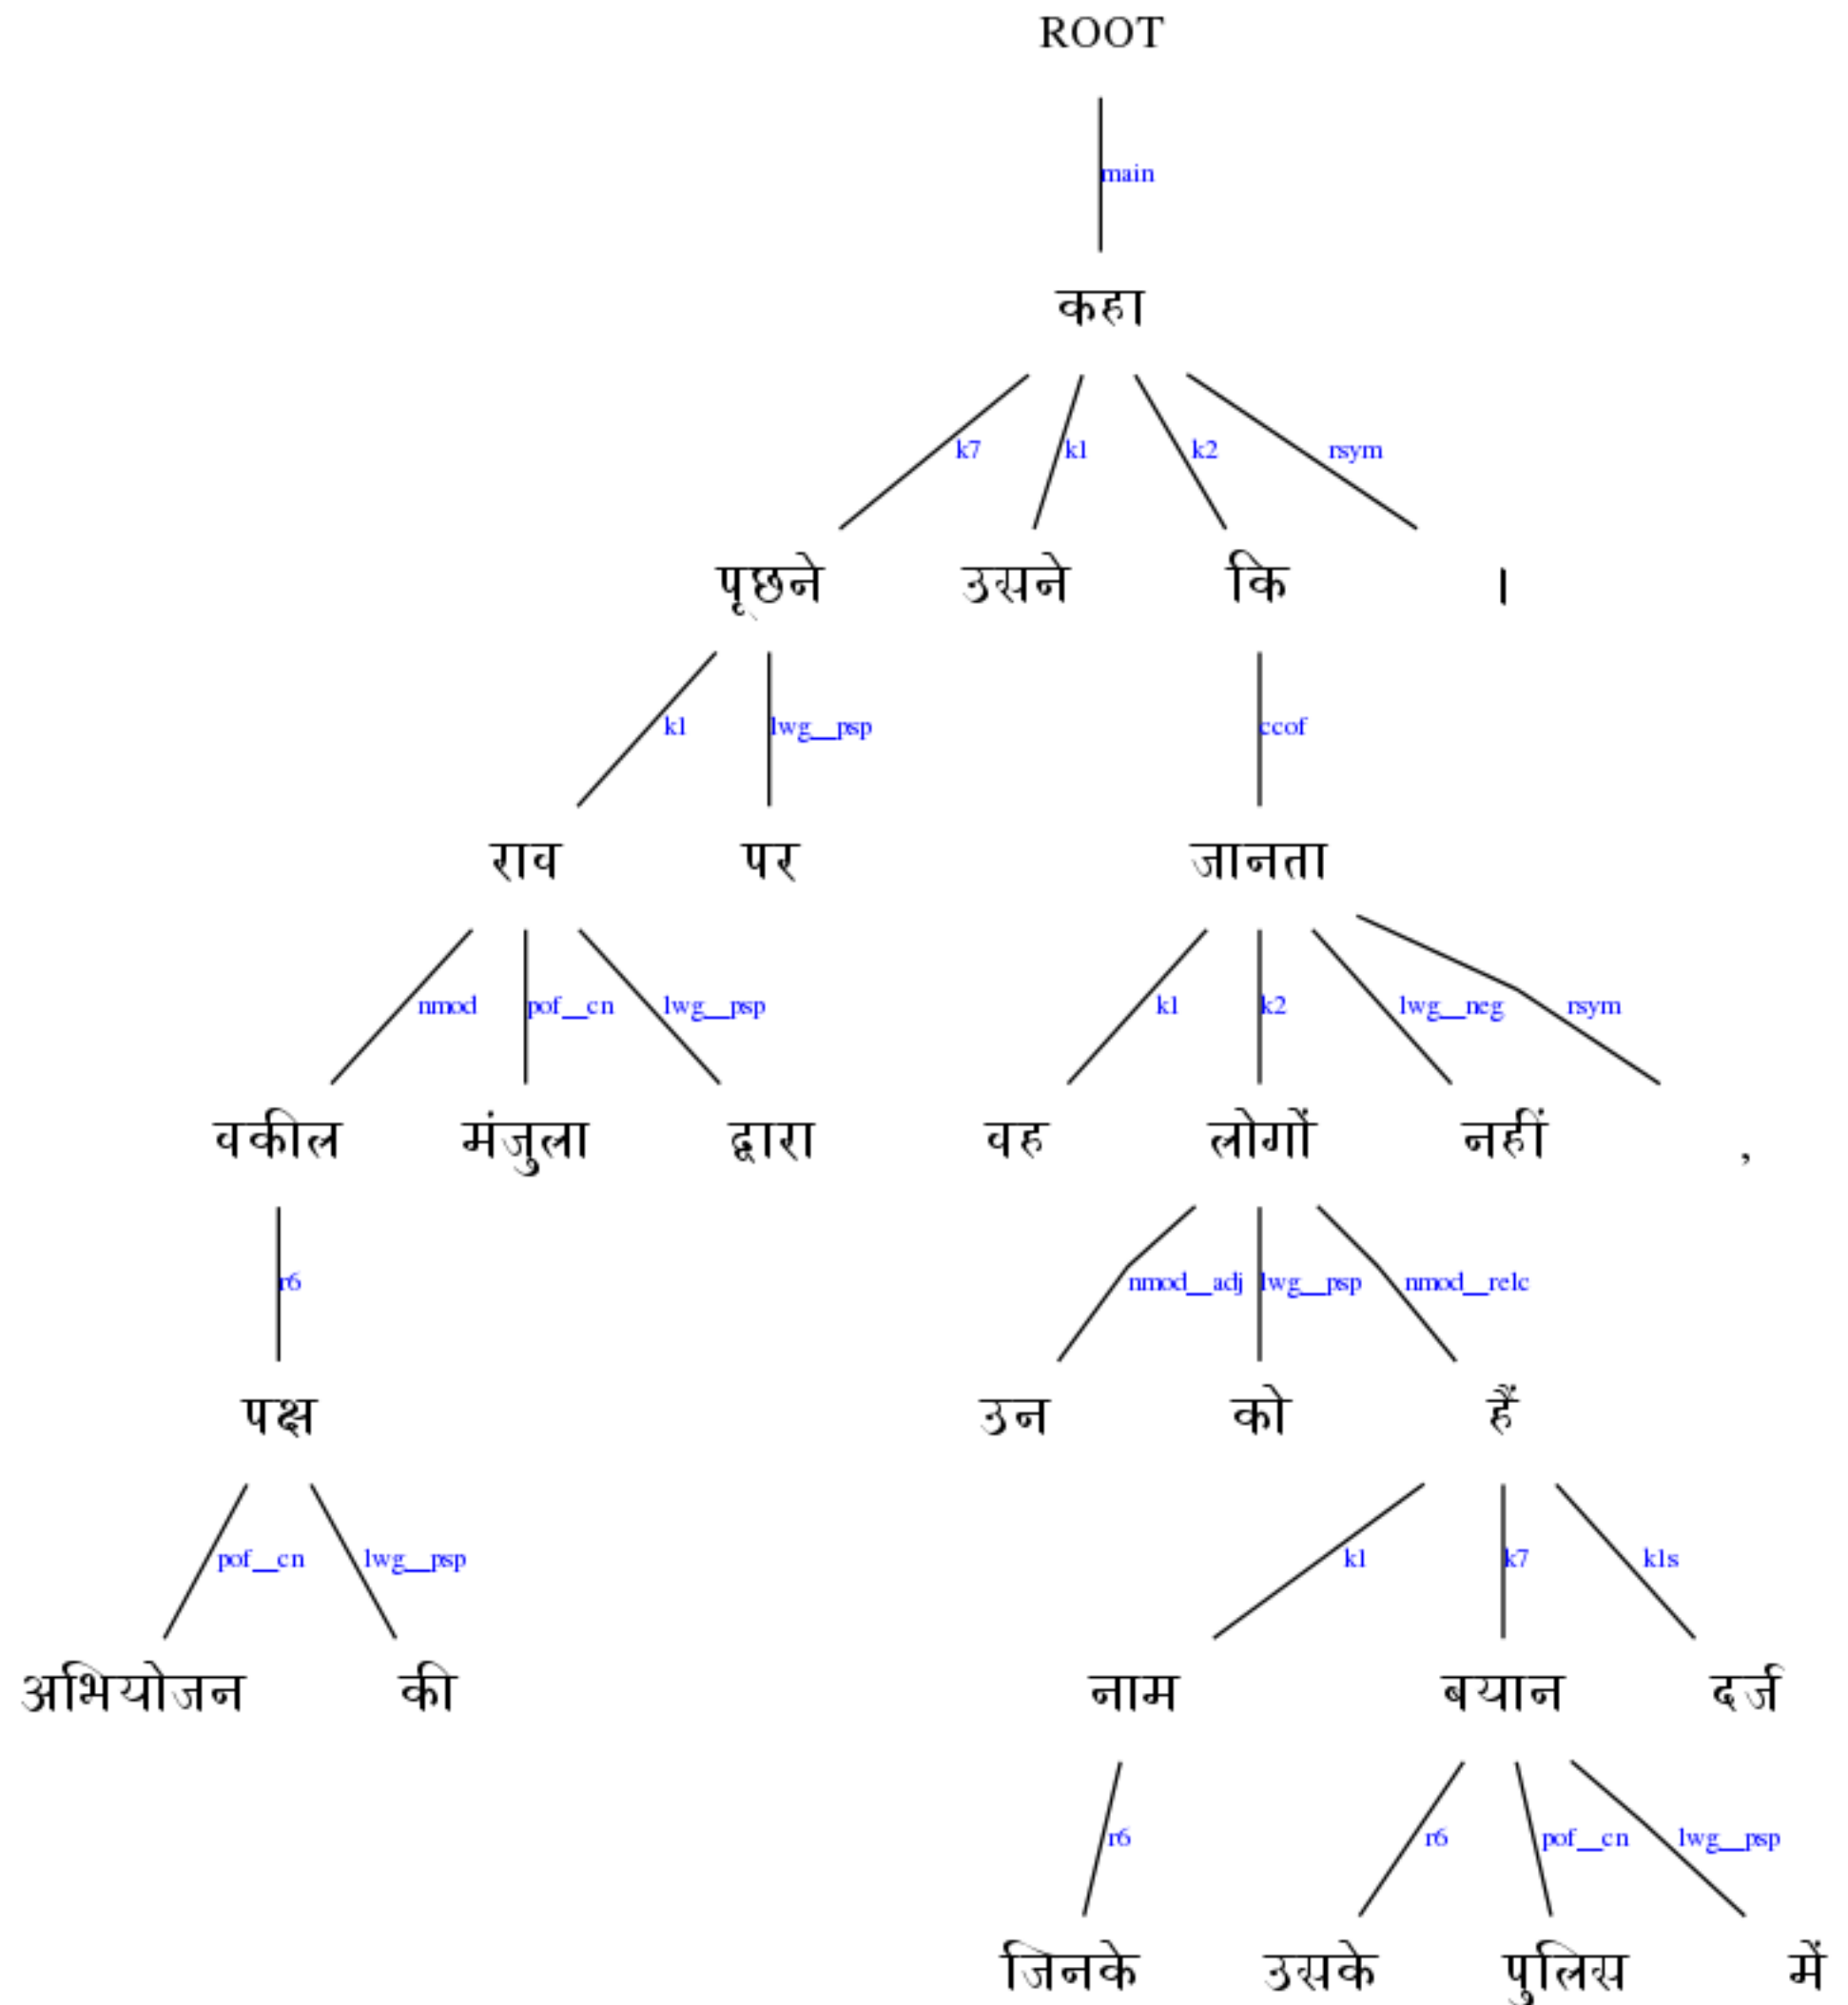 ROOT
main
कहा
k7 k1 k2 rsym
पूछने उसने कि ।
k1 lwg__psp ccof
राव पर जानता
nmod pof__cn lwg__psp k1 k2 lwg__neg rsym
वकील मंजुला द्वारा वह लोगों नहीं ,
r6 nmod__adj lwg__psp nmod__relc
पक्ष उन को हैं
pof__cn lwg__psp k1 k7 k1s
अभियोजन की नाम बयान दर्ज
r6 r6 pof__cn lwg__psp
जिनके उसके पुलिस में